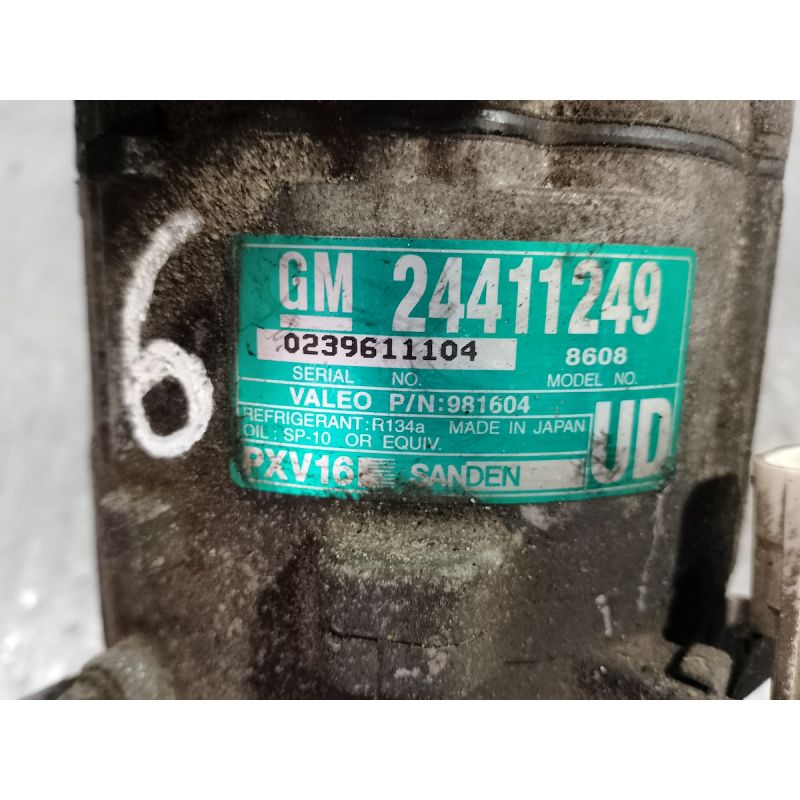 6
GM 24411249
0239611104 8608
SERIAL NO. MODEL NO.
VALEO P/N:981604
REFRIGERANT:R134a MADE IN JAPAN
OIL: SP-10 OR EQUIV.
UD
PXV16 SANDEN